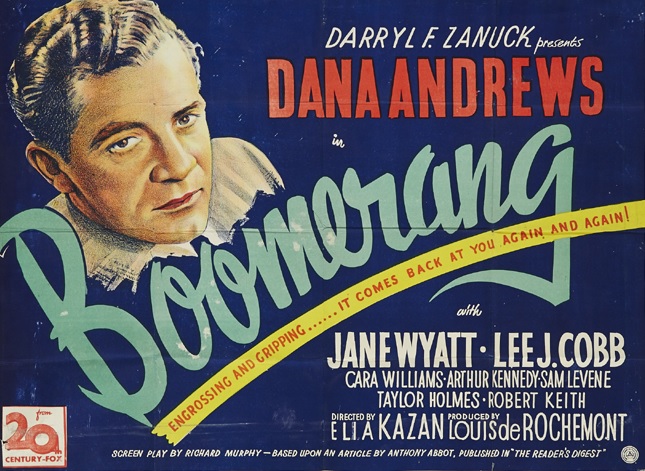 DARRYL F. ZANUCK presents
DANA ANDREWS
in
Boomerang
ENGROSSING AND GRIPPING...... IT COMES BACK AT YOU AGAIN AND AGAIN!
with
JANE WYATT · LEE J. COBB
CARA WILLIAMS · ARTHUR KENNEDY · SAM LEVENE
TAYLOR HOLMES · ROBERT KEITH
DIRECTED BY ELIA KAZAN PRODUCED BY LOUIS de ROCHEMONT
from
20th
CENTURY-FOX
SCREEN PLAY BY RICHARD MURPHY — BASED UPON AN ARTICLE BY ANTHONY ABBOT, PUBLISHED IN "THE READER'S DIGEST"